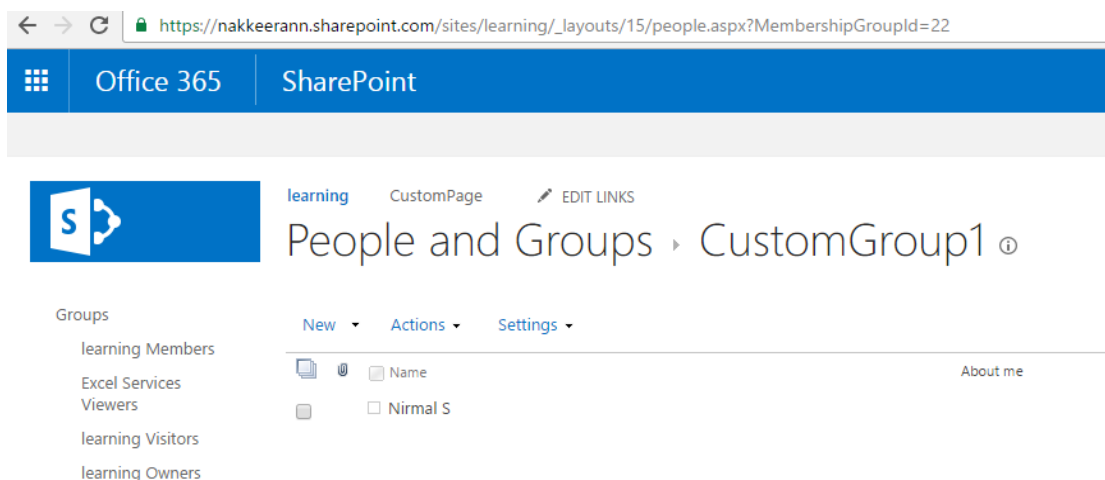 https://nakkeerann.sharepoint.com/sites/learning/_layouts/15/people.aspx?MembershipGroupId=22
Office 365 SharePoint
learning CustomPage EDIT LINKS
S
People and Groups CustomGroup1
Groups
New Actions Settings
learning Members
Name About me
Excel Services
Viewers
Nirmal S
learning Visitors
learning Owners